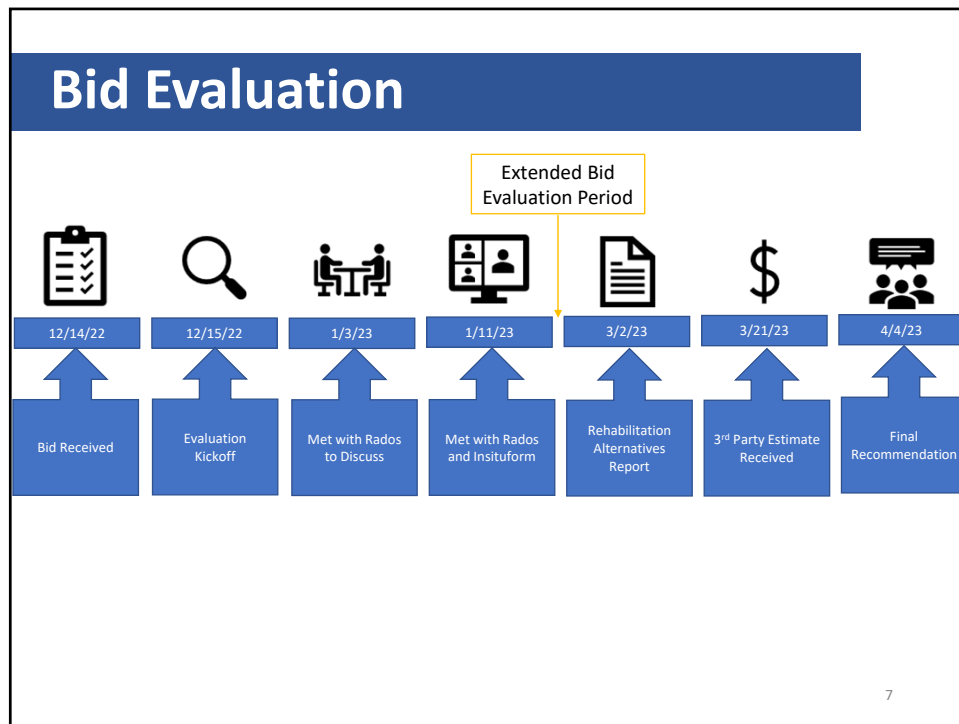 Bid Evaluation
Extended Bid
Evaluation Period
12/14/22
12/15/22
1/3/23
1/11/23
3/2/23
3/21/23
4/4/23
Bid Received
Evaluation
Kickoff
Met with Rados
to Discuss
Met with Rados
and Insituform
Rehabilitation
Alternatives
Report
3rd Party Estimate
Received
Final
Recommendation
7